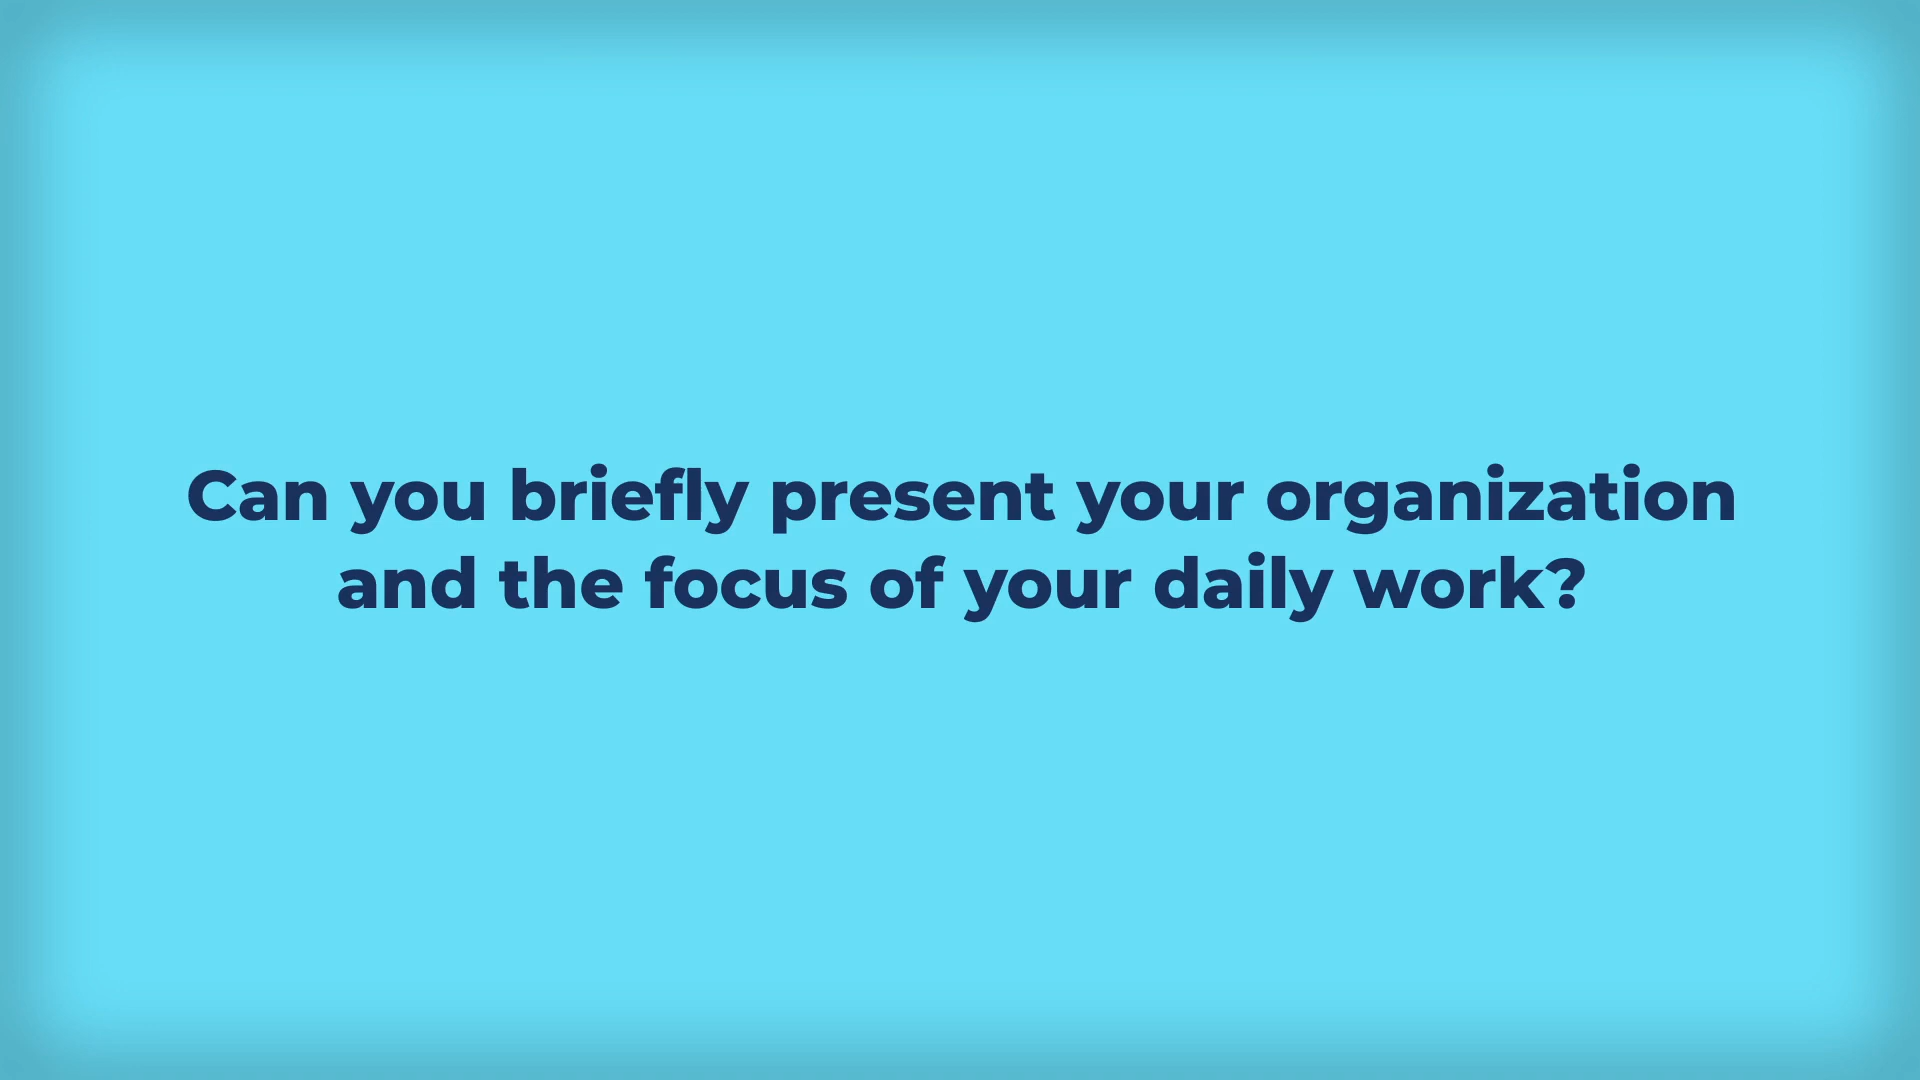 Can you briefly present your organization
and the focus of your daily work?